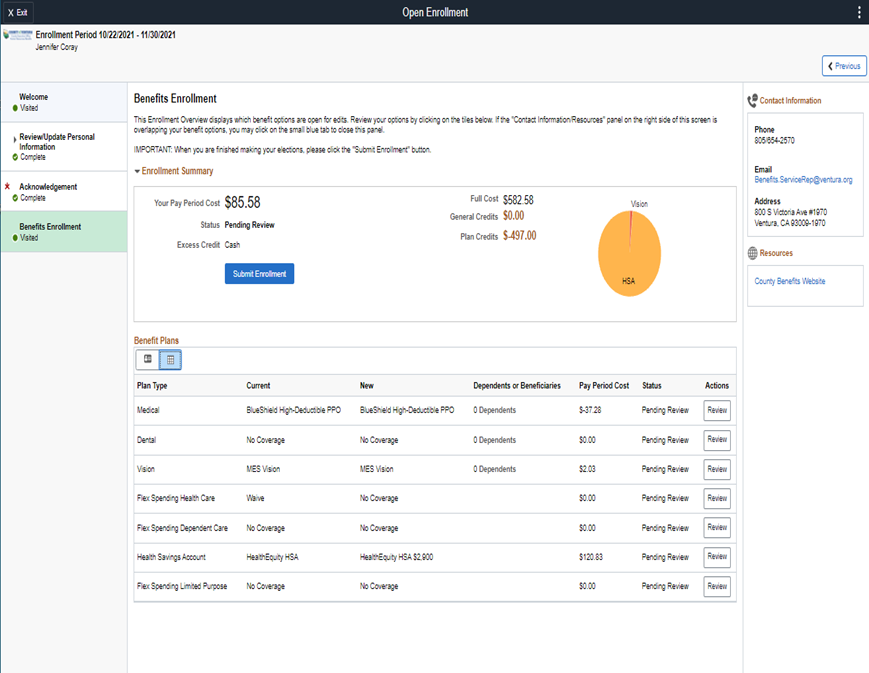 X Exit
Open Enrollment
Enrollment Period 10/22/2021 - 11/30/2021
Jennifer Coray
Previous
Welcome
Visited
Review/Update Personal
Information
Complete
Acknowledgement
Complete
Benefits Enrollment
Visited
Benefits Enrollment
This Enrollment Overview displays which benefit options are open for edits. Review your options by clicking on the tiles below. If the "Contact Information/Resources" panel on the right side of this screen is
overlapping your benefit options, you may click on the small blue tab to close this panel.
IMPORTANT: When you are finished making your elections, please click the "Submit Enrollment" button.
Enrollment Summary
Your Pay Period Cost $85.58
Status Pending Review
Excess Credit Cash
Submit Enrollment
Full Cost $582.58
General Credits $0.00
Plan Credits $-497.00
Vision
HSA
Benefit Plans
Plan Type Current New Dependents or Beneficiaries Pay Period Cost Status Actions
Medical BlueShield High-Deductible PPO BlueShield High-Deductible PPO 0 Dependents $-37.28 Pending Review Review
Dental No Coverage No Coverage 0 Dependents $0.00 Pending Review Review
Vision MES Vision MES Vision 0 Dependents $2.03 Pending Review Review
Flex Spending Health Care Waive No Coverage $0.00 Pending Review Review
Flex Spending Dependent Care No Coverage No Coverage $0.00 Pending Review Review
Health Savings Account HealthEquity HSA HealthEquity HSA $2,900 $120.83 Pending Review Review
Flex Spending Limited Purpose No Coverage No Coverage $0.00 Pending Review Review
Contact Information
Phone
805/654-2570
Email
Benefits.ServiceRep@ventura.org
Address
800 S Victoria Ave #1970
Ventura, CA 93009-1970
Resources
County Benefits Website